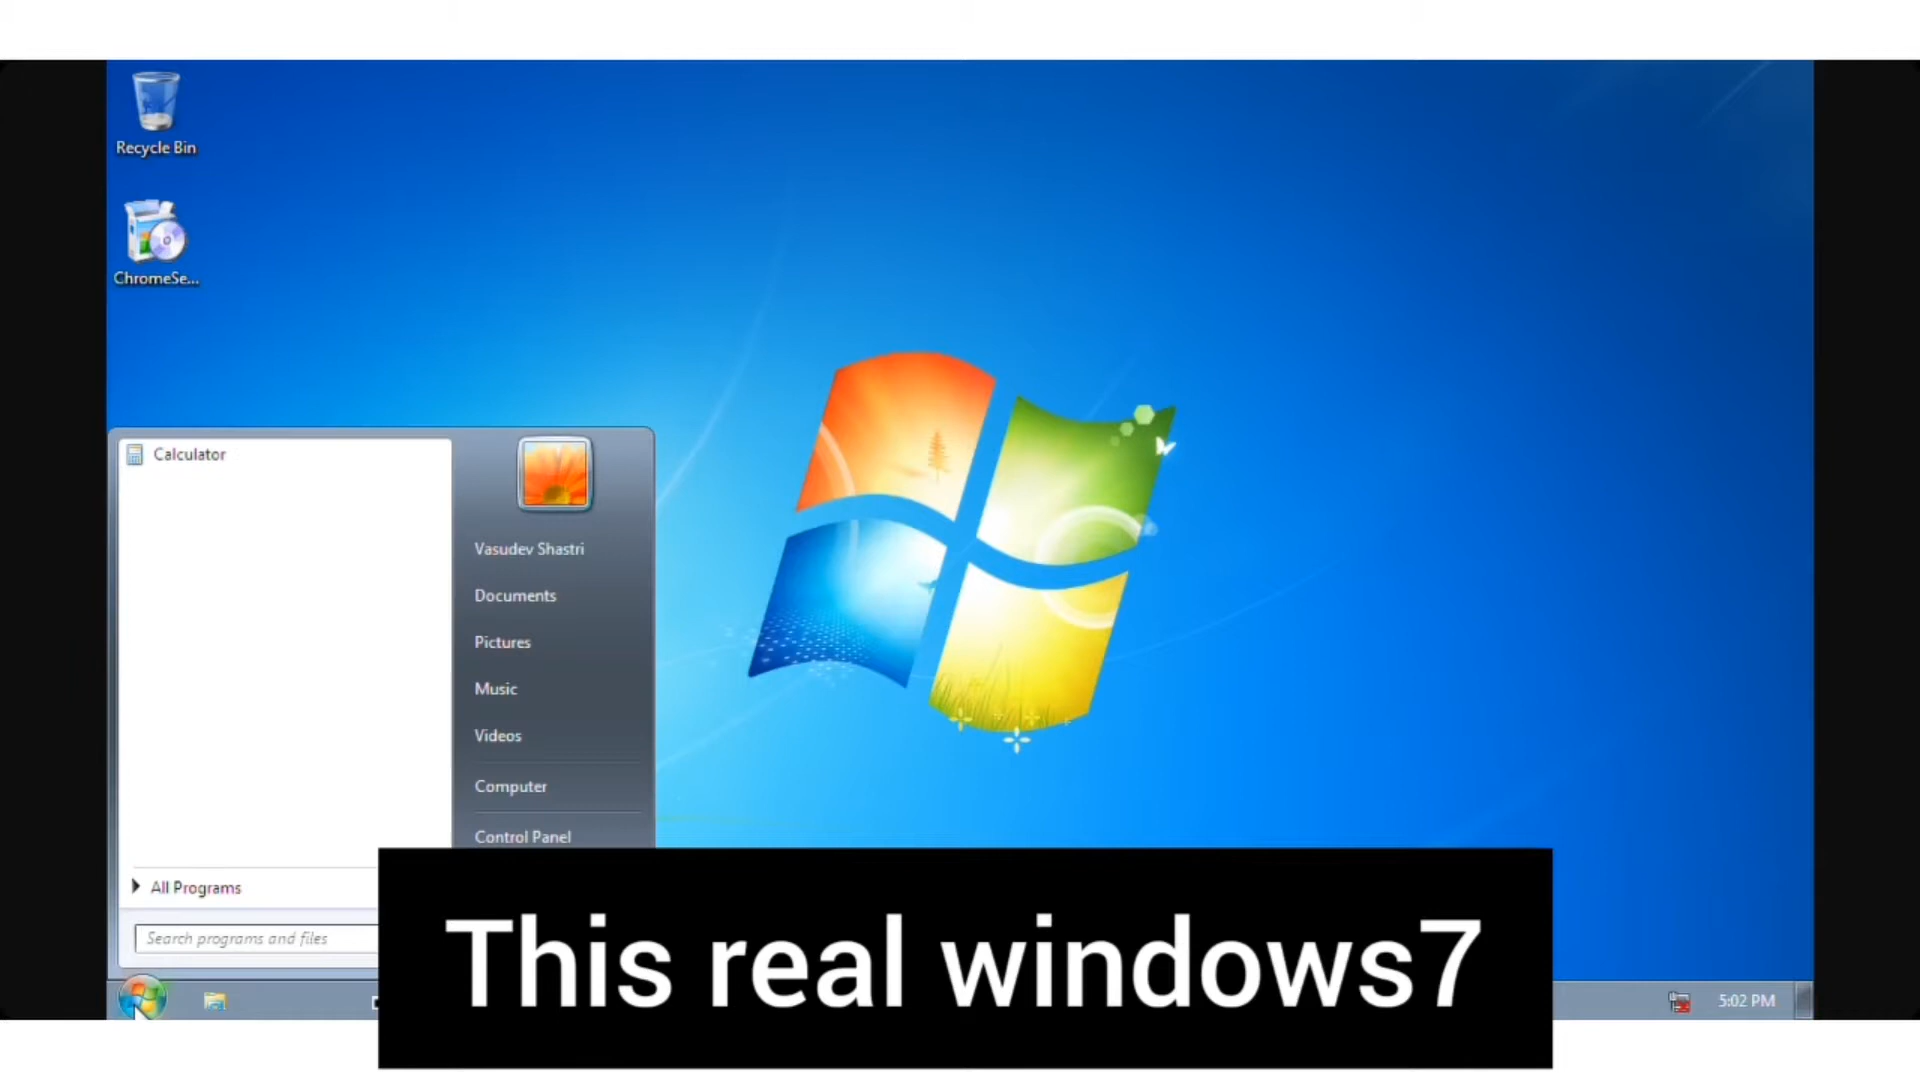 Recycle Bin
ChromeSe...
Calculator
Vasudev Shastri
Documents
Pictures
Music
Videos
Computer
Control Panel
All Programs
Search programs and files
This real windows7
5:02 PM